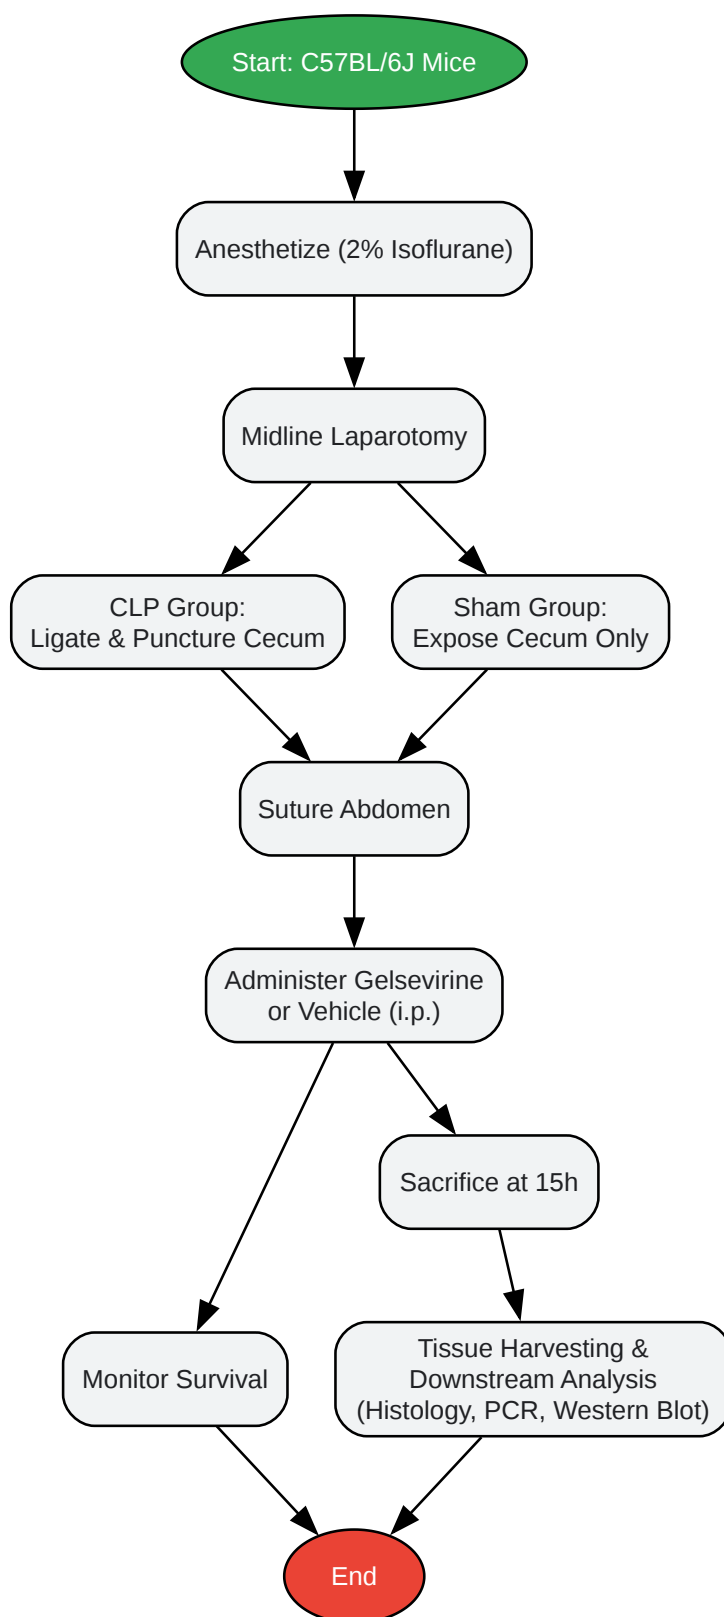 Start: C57BL/6J Mice
Anesthetize (2% Isoflurane)
Midline Laparotomy
CLP Group:
Ligate & Puncture Cecum
Sham Group:
Expose Cecum Only
Suture Abdomen
Administer Gelsevirine
or Vehicle (i.p.)
Sacrifice at 15h
Monitor Survival
Tissue Harvesting &
Downstream Analysis
(Histology, PCR, Western Blot)
End